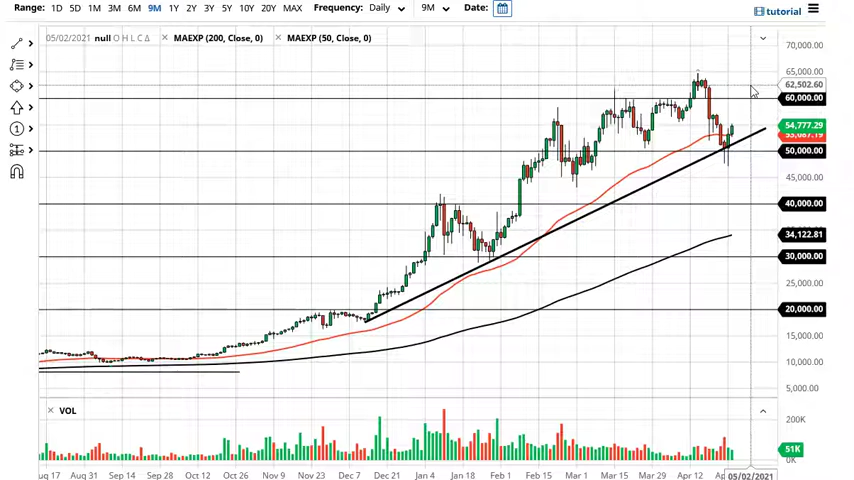 Range: 1D 5D 1M 3M 6M 9M 1Y 2Y 3Y 5Y 10Y 20Y MAX Frequency: Daily 9M Date: tutorial
05/02/2021 null O H L C Δ × MAEXP (200, Close, 0) × MAEXP (50, Close, 0)
70,000.00
65,000.00
62,502.60
60,000.00
54,777.29
50,000.00
45,000.00
40,000.00
34,122.81
30,000.00
25,000.00
20,000.00
15,000.00
10,000.00
5,000.00
× VOL
200K
51K
0K
ug 17 Aug 31 Sep 14 Sep 28 Oct 12 Oct 26 Nov 9 Nov 23 Dec 7 Dec 21 Jan 4 Jan 18 Feb 1 Feb 15 Mar 1 Mar 15 Mar 29 Apr 12 05/02/2021